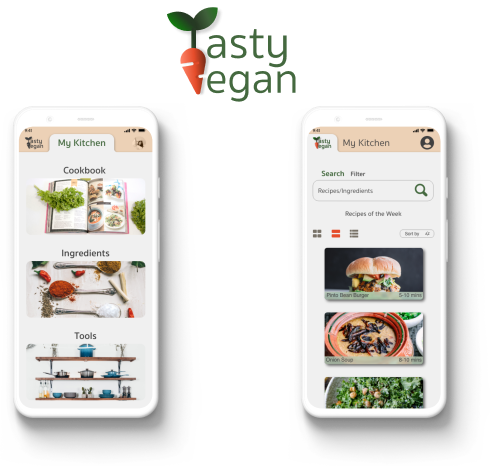 Tasty
Vegan
9:41
Tasty
Vegan
My Kitchen
Cookbook
Ingredients
Tools
9:41
Tasty
Vegan
My Kitchen
Search Filter
Recipes/Ingredients
Recipes of the Week
Sort by AZ
Pinto Bean Burger 5-10 mins
Onion Soup 8-10 mins